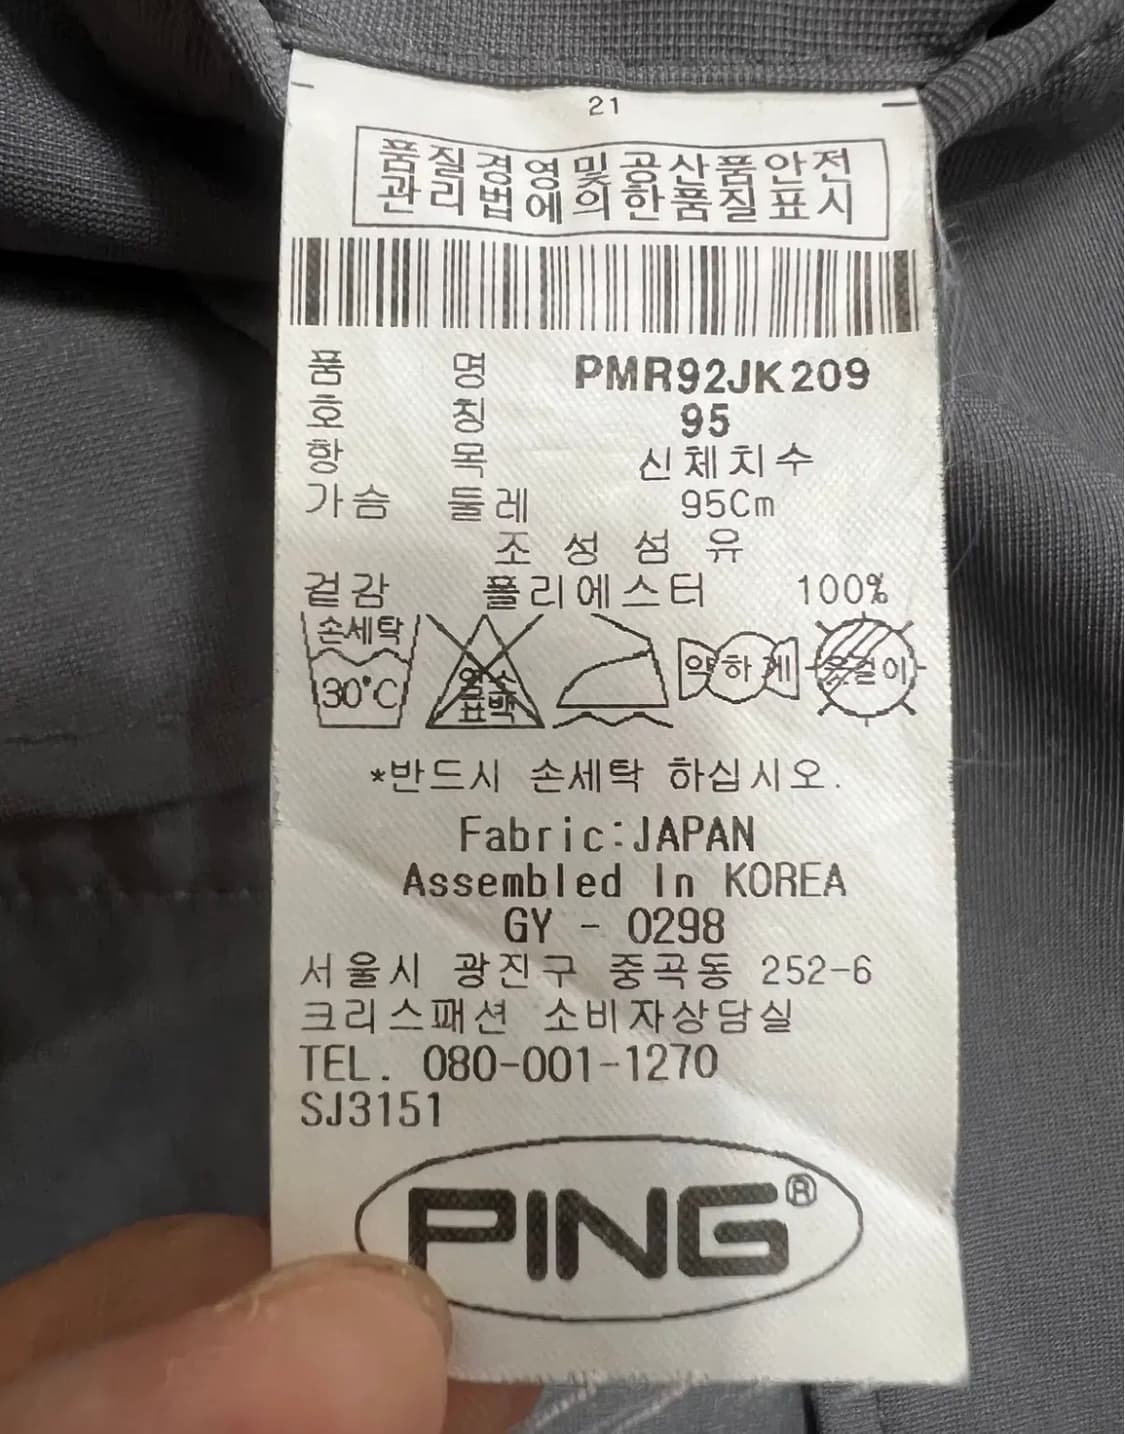 21
품질경영및공산품안전
관리법에의한품질표시
품 명 PMR92JK209
호 칭 95
항 목 신체치수
가슴 둘레 95Cm
조 성 섬 유
겉감 폴리에스터 100%
손세탁
30°C
염소
표백
약하게
옷걸이
*반드시 손세탁 하십시오.
Fabric:JAPAN
Assembled In KOREA
GY - 0298
서울시 광진구 중곡동 252-6
크리스패션 소비자상담실
TEL. 080-001-1270
SJ3151
PING®